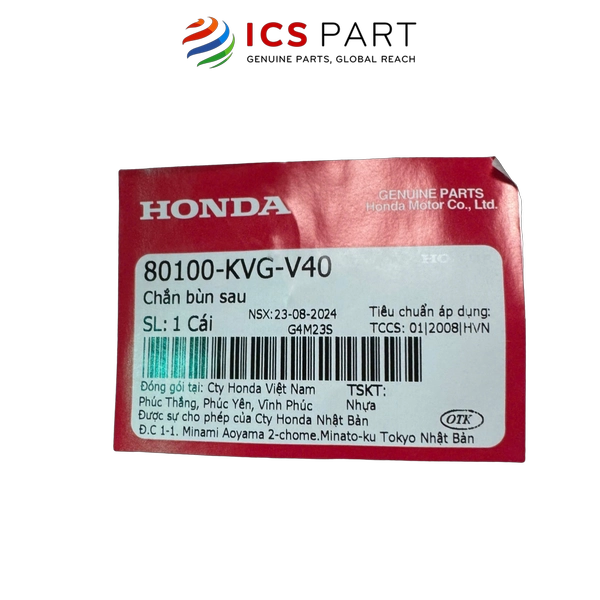 ICS PART
GENUINE PARTS, GLOBAL REACH
HONDA
GENUINE PARTS
Honda Motor Co., Ltd.
80100-KVG-V40
HO
Chắn bùn sau
SL: 1 Cái
NSX:23-08-2024
G4M23S
Tiêu chuẩn áp dụng:
TCCS: 01|2008|HVN
Đóng gói tại: Cty Honda Việt Nam
Phúc Thắng, Phúc Yên, Vĩnh Phúc
TSKT:
Nhựa
Được sự cho phép của Cty Honda Nhật Bản
Đ.C 1-1. Minami Aoyama 2-chome.Minato-ku Tokyo Nhật Bản
OTK